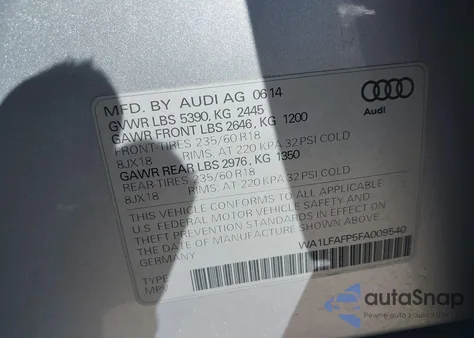 MFD. BY AUDI AG 06 14
GVWR LBS 5390, KG 2445
GAWR FRONT LBS 2646, KG 1200
FRONT-TIRES 235/60 R18
8JX18 RIMS, AT 220 KPA 32 PSI COLD
GAWR REAR LBS 2976, KG 1350
REAR TIRES 235/60 R18
8JX18 RIMS, AT 220 KPA 32 PSI COLD
THIS VEHICLE CONFORMS TO ALL APPLICABLE
U.S. FEDERAL MOTOR VEHICLE SAFETY AND
THEFT PREVENTION STANDARDS IN EFFECT ON
THE DATE OF MANUFACTURE SHOWN ABOVE.
GERMANY
WA1LFAFP5FA009540
TYPE
MP
Audi
autoSnap
Pewne auto z